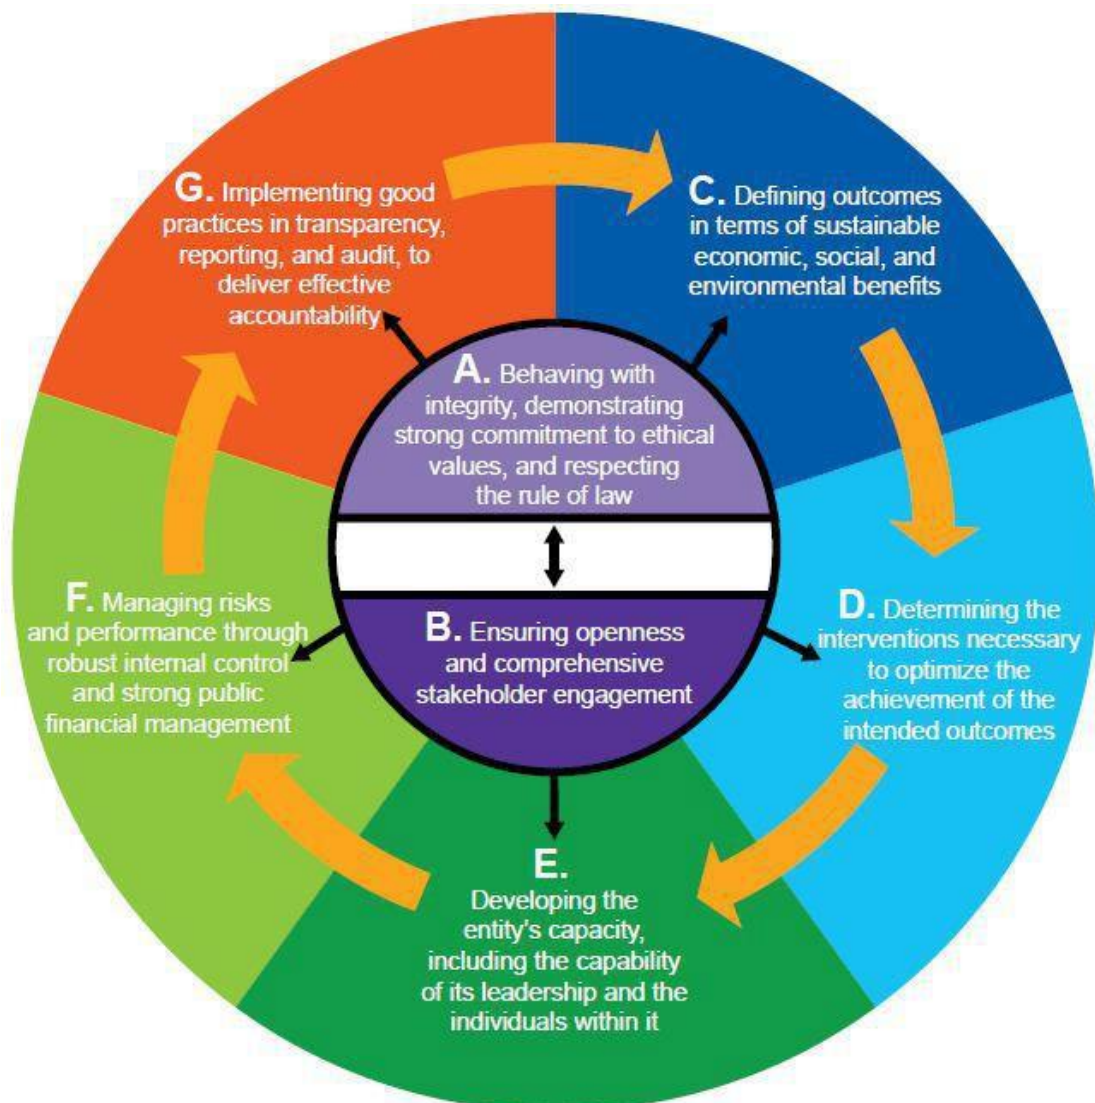 G. Implementing good
practices in transparency,
reporting, and audit, to
deliver effective
accountability
C. Defining outcomes
in terms of sustainable
economic, social, and
environmental benefits
A. Behaving with
integrity, demonstrating
strong commitment to ethical
values, and respecting
the rule of law
F. Managing risks
and performance through
robust internal control
and strong public
financial management
B. Ensuring openness
and comprehensive
stakeholder engagement
D. Determining the
interventions necessary
to optimize the
achievement of the
intended outcomes
E.
Developing the
entity's capacity,
including the capability
of its leadership and the
individuals within it